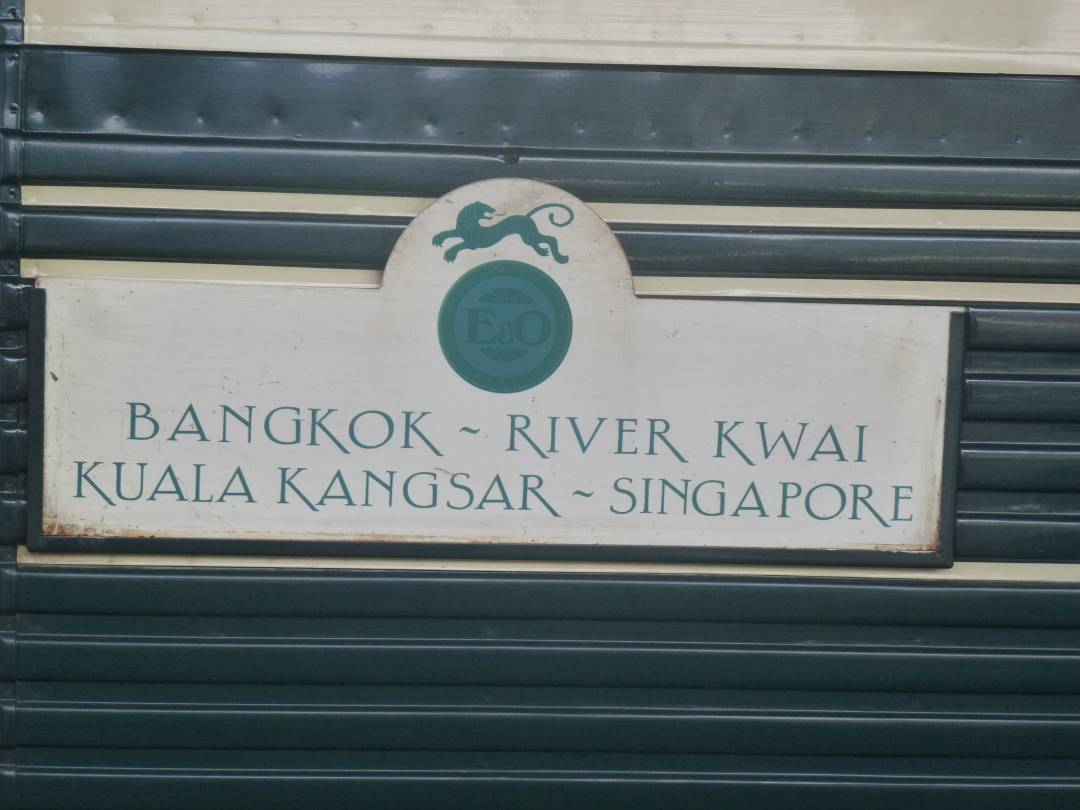 E&O
BANGKOK ~ RIVER KWAI
KUALA KANGSAR ~ SINGAPORE